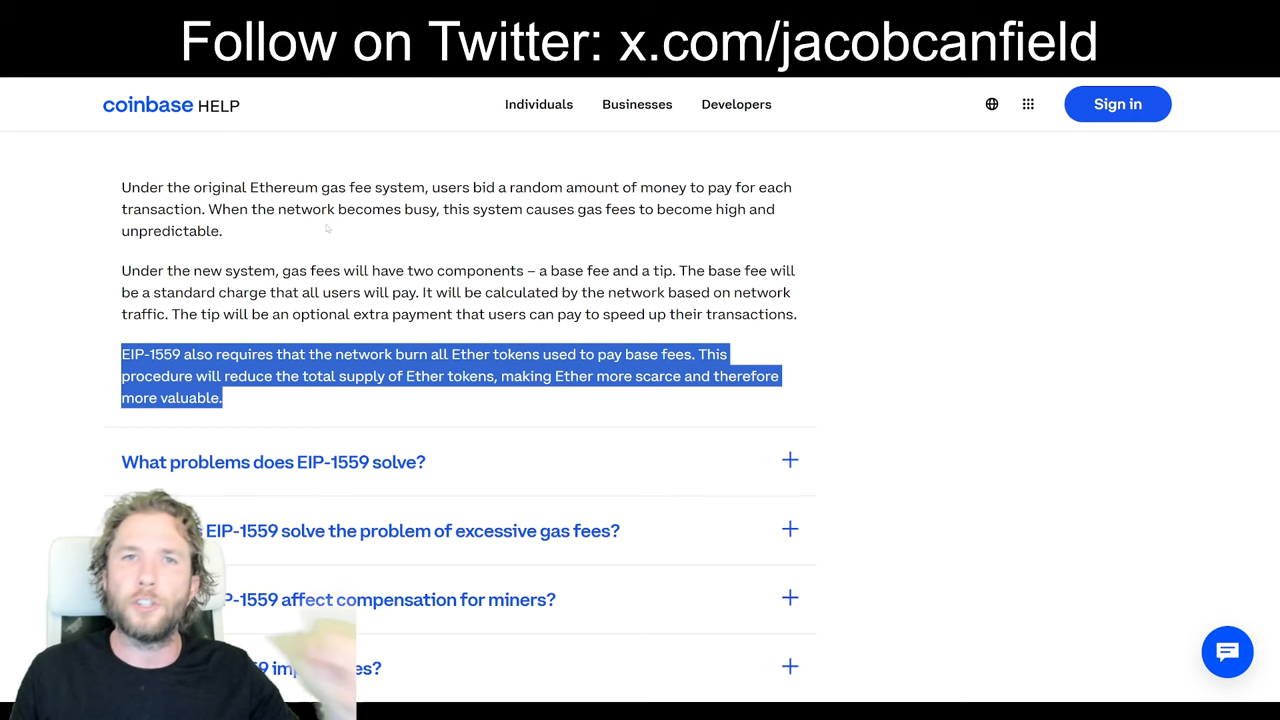 Follow on Twitter: x.com/jacobcanfield
coinbase HELP
Individuals
Businesses
Developers
Sign in
Under the original Ethereum gas fee system, users bid a random amount of money to pay for each
transaction. When the network becomes busy, this system causes gas fees to become high and
unpredictable.
Under the new system, gas fees will have two components – a base fee and a tip. The base fee will
be a standard charge that all users will pay. It will be calculated by the network based on network
traffic. The tip will be an optional extra payment that users can pay to speed up their transactions.
EIP-1559 also requires that the network burn all Ether tokens used to pay base fees. This
procedure will reduce the total supply of Ether tokens, making Ether more scarce and therefore
more valuable.
What problems does EIP-1559 solve?
EIP-1559 solve the problem of excessive gas fees?
affect compensation for miners?